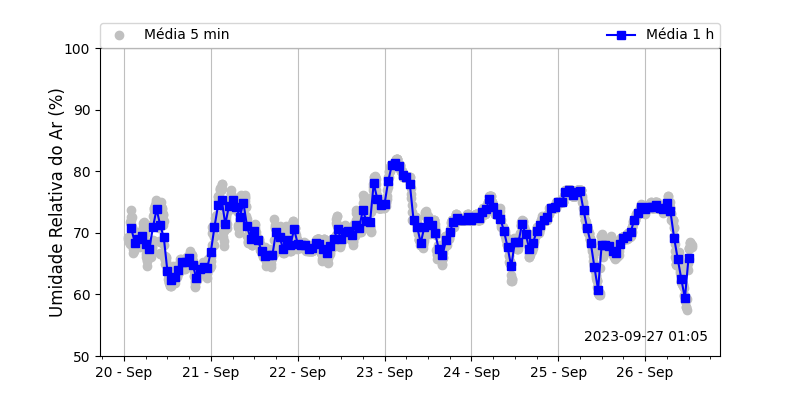 Média 5 min Média 1 h
Umidade Relativa do Ar (%)
100
90
80
70
60
50
2023-09-27 01:05
20 - Sep 21 - Sep 22 - Sep 23 - Sep 24 - Sep 25 - Sep 26 - Sep